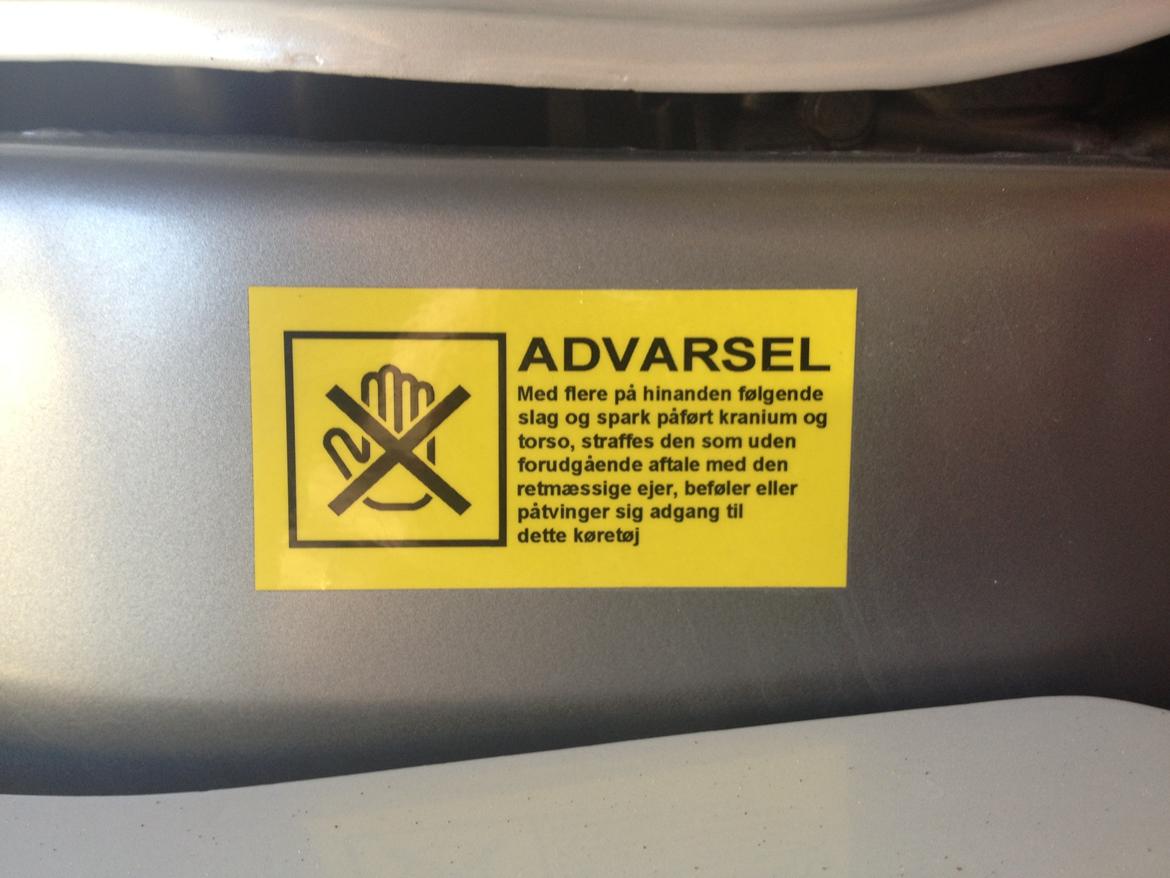 ADVARSEL
Med flere på hinanden følgende
slag og spark påført kranium og
torso, straffes den som uden
forudgående aftale med den
retmæssige ejer, beføler eller
påtvinger sig adgang til
dette køretøj